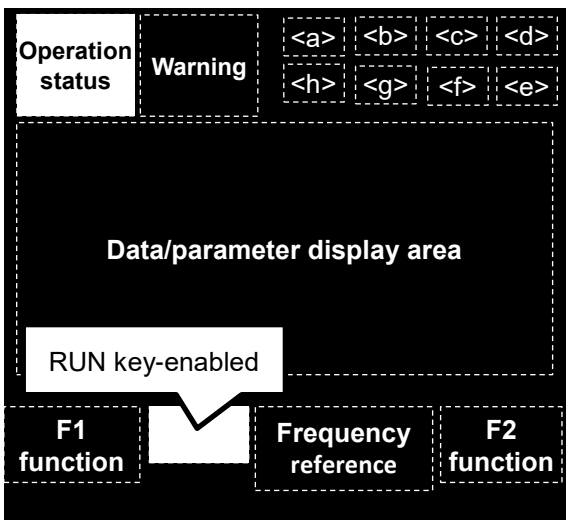 Operation
status
Warning
<a> <b> <c> <d>
<h> <g> <f> <e>
Data/parameter display area
RUN key-enabled
F1
function
Frequency
reference
F2
function